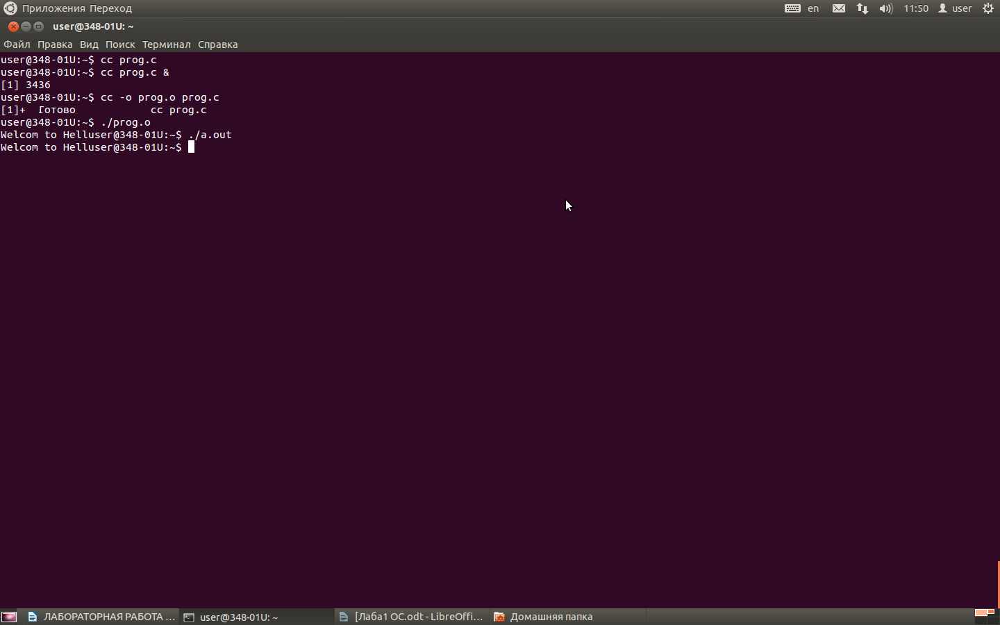 Приложения Переход en 11:50 user
user@348-01U: ~
Файл Правка Вид Поиск Терминал Справка
user@348-01U:~$ cc prog.c
user@348-01U:~$ cc prog.c &
[1] 3436
user@348-01U:~$ cc -o prog.o prog.c
[1]+  Готово            cc prog.c
user@348-01U:~$ ./prog.o
Welcom to Helluser@348-01U:~$ ./a.out
Welcom to Helluser@348-01U:~$
ЛАБОРАТОРНАЯ РАБОТА ... user@348-01U: ~ [Лаба1 ОС.odt - LibreOffi... Домашняя папка